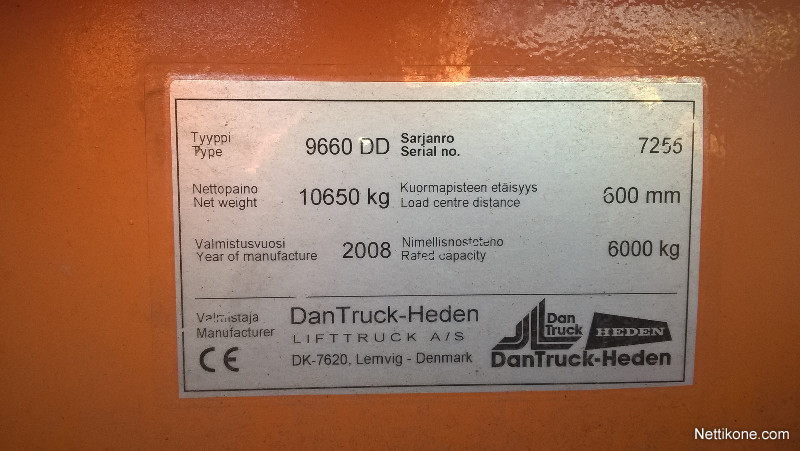 Tyyppi
Type
9660 DD
Sarjanro
Serial no.
7255
Nettopaino
Net weight
10650 kg
Kuormapisteen etäisyys
Load centre distance
600 mm
Valmistusvuosi
Year of manufacture
2008
Nimellisnostoteho
Rated capacity
6000 kg
Valmistaja
Manufacturer
CE
DanTruck-Heden
LIFTTRUCK A/S
DK-7620, Lemvig - Denmark
Dan
Truck
HEDEN
DanTruck-Heden
Nettikone.com